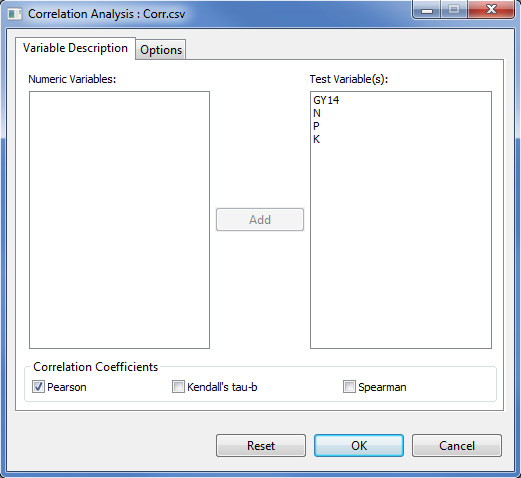 Correlation Analysis : Corr.csv
Variable Description
Options
Numeric Variables:
Test Variable(s):
GY14
N
P
K
Add
Correlation Coefficients
Pearson
Kendall's tau-b
Spearman
Reset
OK
Cancel